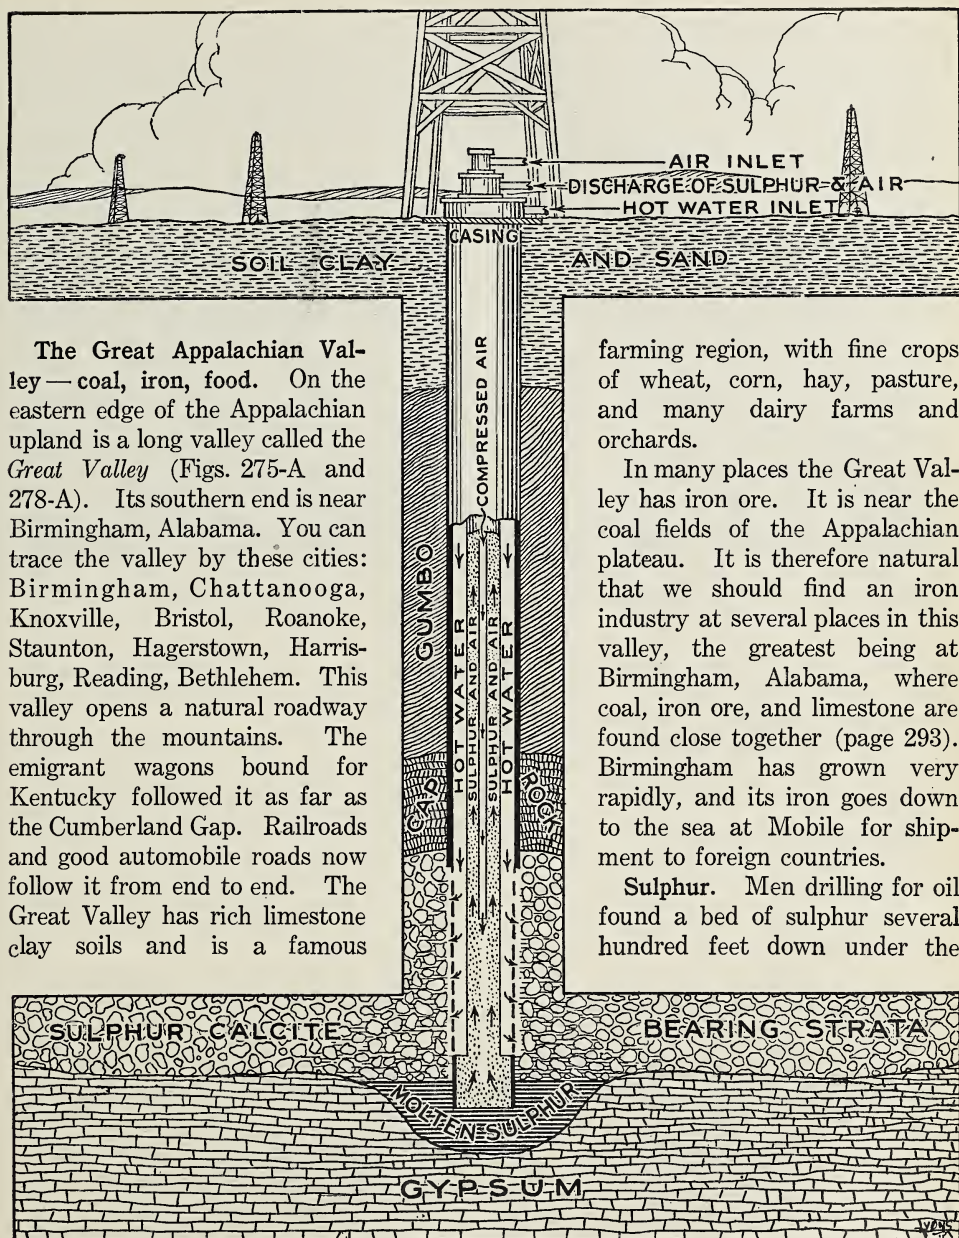 AIR INLET
DISCHARGE OF SULPHUR & AIR
HOT WATER INLET
CASING
SOIL CLAY AND SAND
COMPRESSED AIR
GUMBO
HOT WATER
SULPHUR AND AIR
SULPHUR AND AIR
HOT WATER
CAP ROCK
The Great Appalachian Val-
ley — coal, iron, food. On the
eastern edge of the Appalachian
upland is a long valley called the
Great Valley (Figs. 275-A and
278-A). Its southern end is near
Birmingham, Alabama. You can
trace the valley by these cities:
Birmingham, Chattanooga,
Knoxville, Bristol, Roanoke,
Staunton, Hagerstown, Harris-
burg, Reading, Bethlehem. This
valley opens a natural roadway
through the mountains. The
emigrant wagons bound for
Kentucky followed it as far as
the Cumberland Gap. Railroads
and good automobile roads now
follow it from end to end. The
Great Valley has rich limestone
clay soils and is a famous
farming region, with fine crops
of wheat, corn, hay, pasture,
and many dairy farms and
orchards.
In many places the Great Val-
ley has iron ore. It is near the
coal fields of the Appalachian
plateau. It is therefore natural
that we should find an iron
industry at several places in this
valley, the greatest being at
Birmingham, Alabama, where
coal, iron ore, and limestone are
found close together (page 293).
Birmingham has grown very
rapidly, and its iron goes down
to the sea at Mobile for ship-
ment to foreign countries.
Sulphur. Men drilling for oil
found a bed of sulphur several
hundred feet down under the
SULPHUR CALCITE BEARING STRATA
MOLTEN SULPHUR
GYPSUM